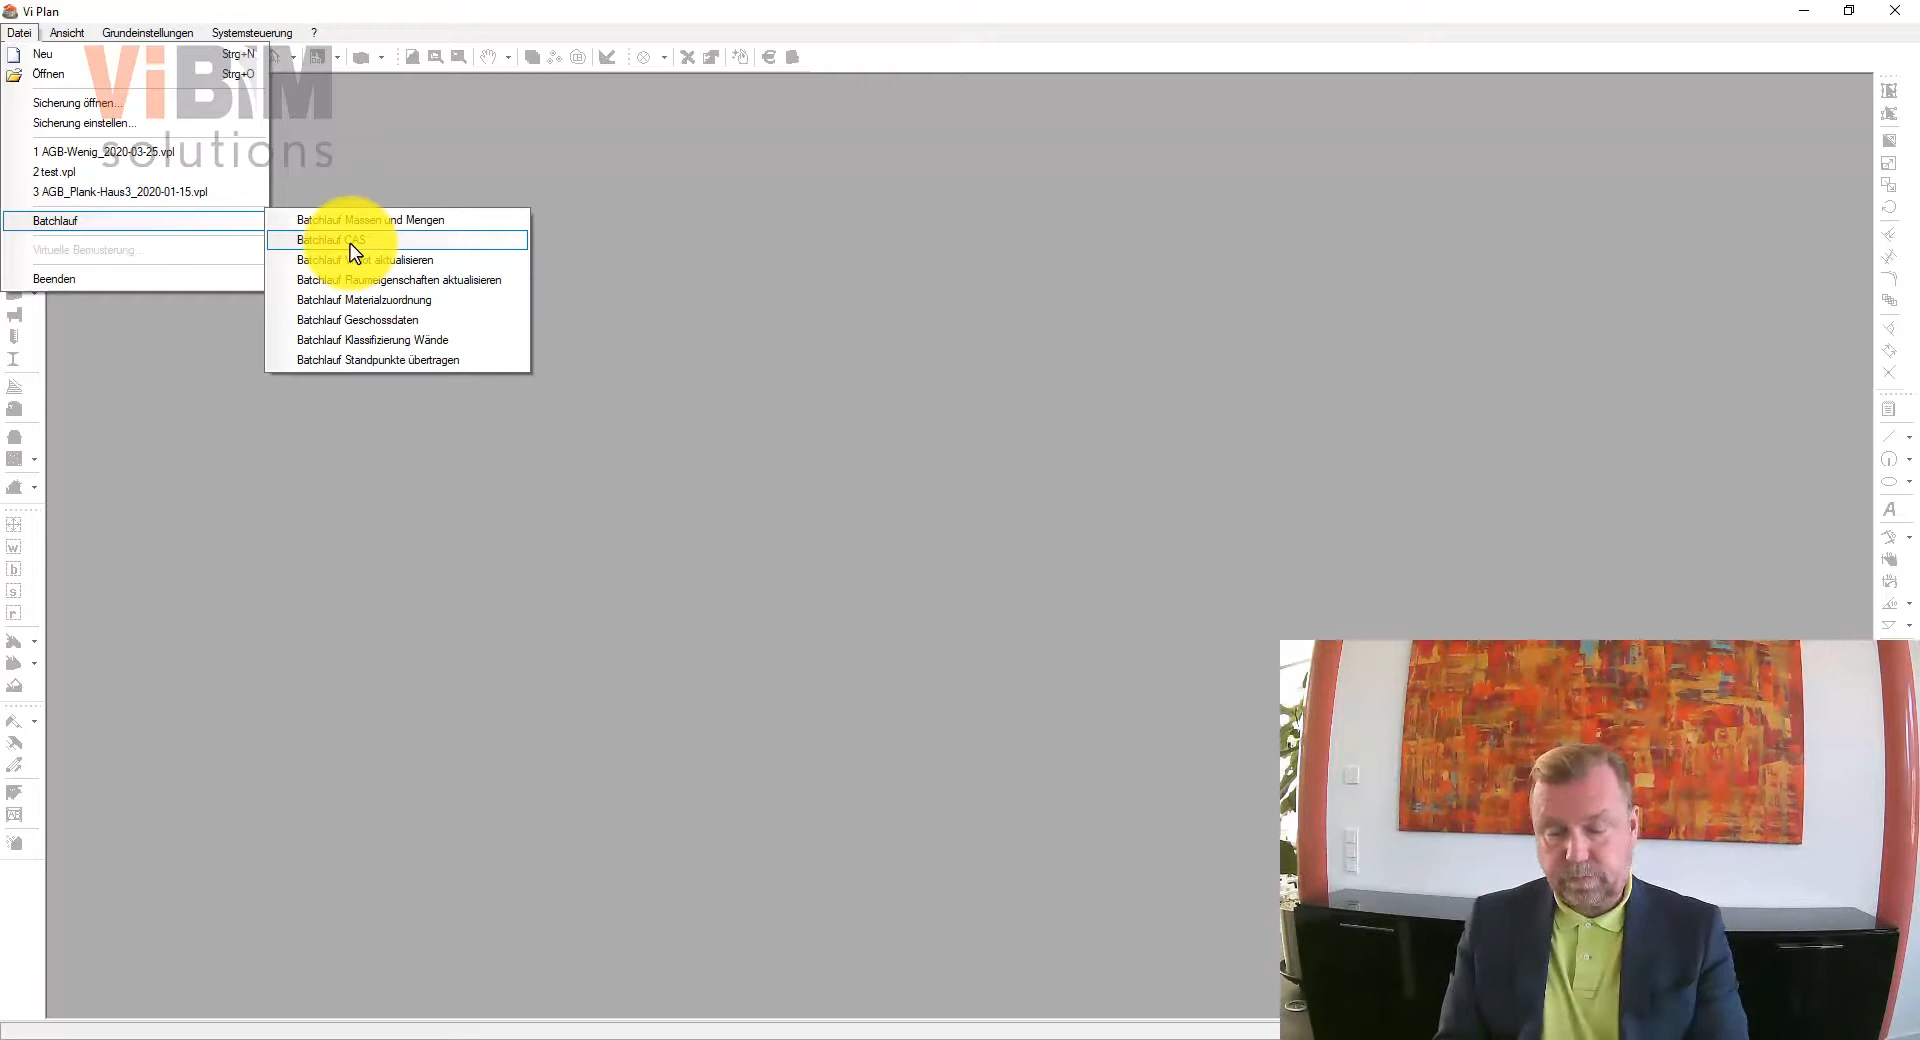 Vi Plan
Datei Ansicht Grundeinstellungen Systemsteuerung ?
Neu Strg+N
Öffnen Strg+O
ViBiM
solutions
Sicherung öffnen...
Sicherung einstellen...
1 AGB-Wenig_2020-03-25.vpl
2 test.vpl
3 AGB_Plank-Haus3_2020-01-15.vpl
Batchlauf
Virtuelle Bemusterung...
Beenden
Batchlauf Massen und Mengen
Batchlauf CAS
Batchlauf aktualisieren
Batchlauf Raumeigenschaften aktualisieren
Batchlauf Materialzuordnung
Batchlauf Geschossdaten
Batchlauf Klassifizierung Wände
Batchlauf Standpunkte übertragen
w
b
s
r
A